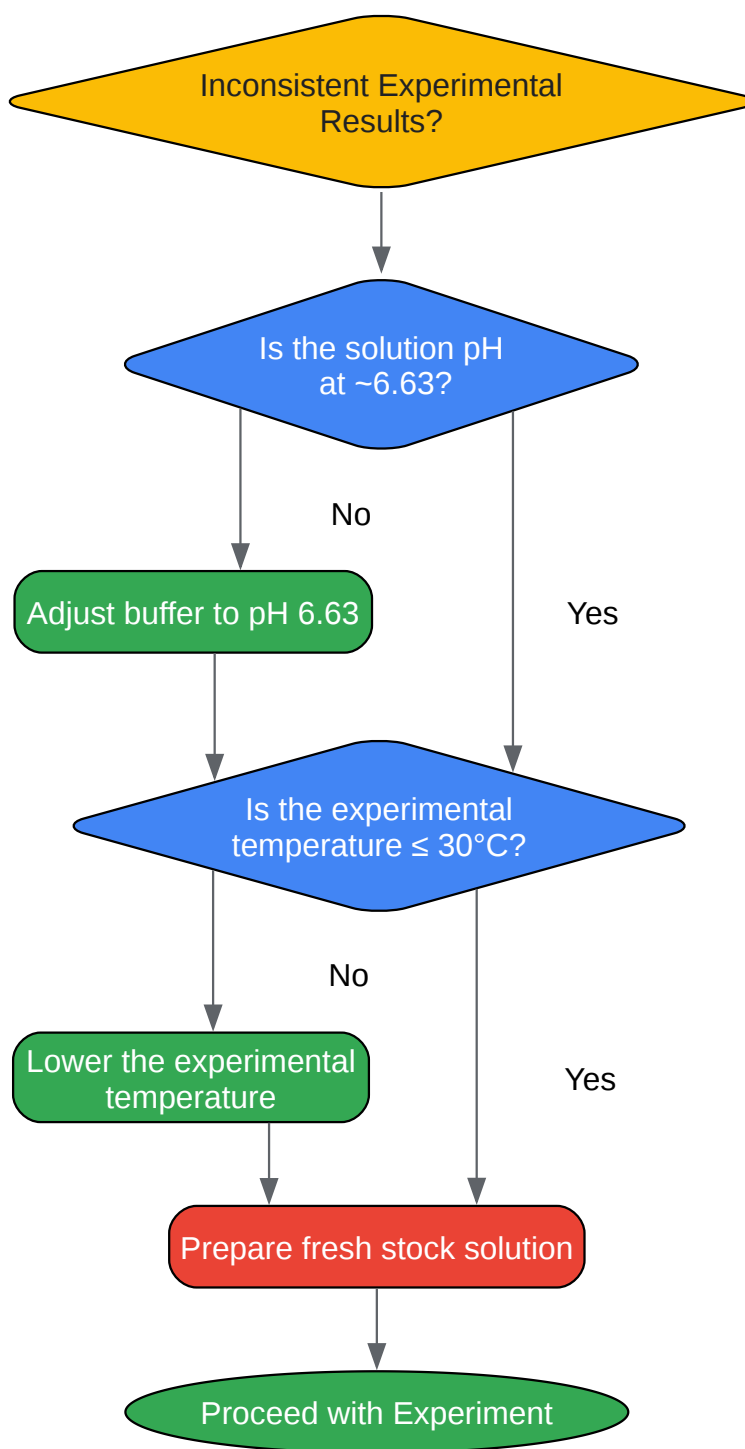 Inconsistent Experimental
Results?
Is the solution pH
at ~6.63?
No
Adjust buffer to pH 6.63
Yes
Is the experimental
temperature ≤ 30°C?
No
Lower the experimental
temperature
Yes
Prepare fresh stock solution
Proceed with Experiment